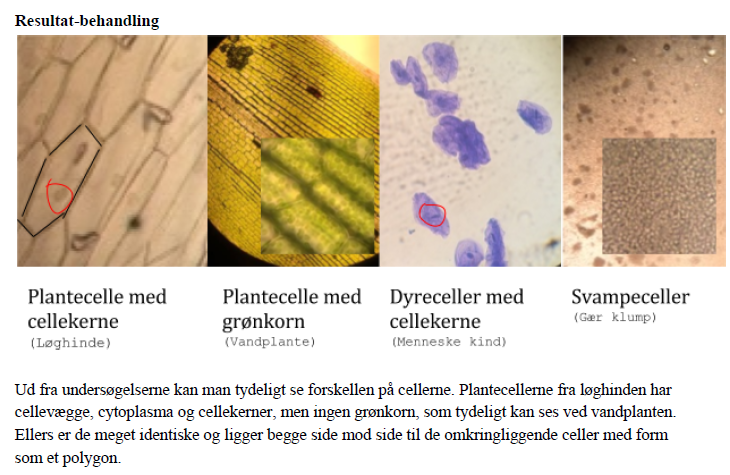 Resultat-behandling
Plantecelle med
cellekerne
(Løghinde)
Plantecelle med
grønkorn
(Vandplante)
Dyreceller med
cellekerne
(Menneske kind)
Svampeceller
(Gær klump)
Ud fra undersøgelserne kan man tydeligt se forskellen på cellerne. Plantecellerne fra løghinden har
cellevægge, cytoplasma og cellekerner, men ingen grønkorn, som tydeligt kan ses ved vandplanten.
Ellers er de meget identiske og ligger begge side mod side til de omkringliggende celler med form
som et polygon.